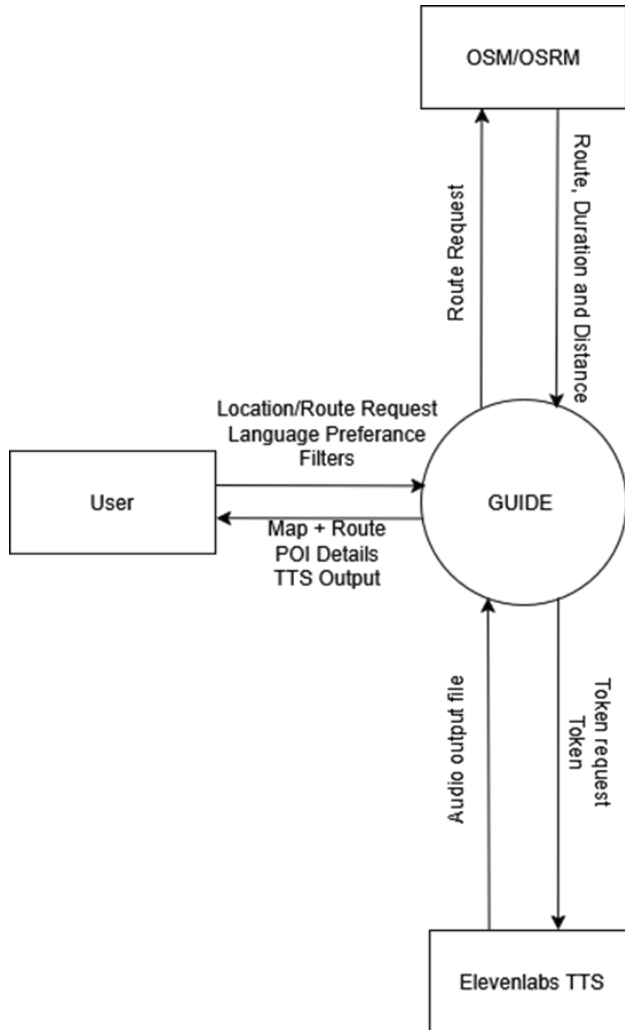 OSM/OSRM
Route Request
Route, Duration and Distance
Location/Route Request
Language Preferance
Filters
User
GUIDE
Map + Route
POI Details
TTS Output
Audio output file
Token request
Token
Elevenlabs TTS